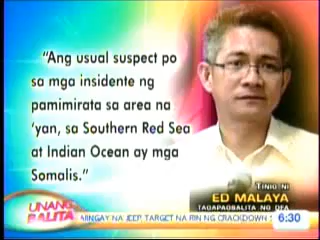 “Ang usual suspect po
sa mga insidente ng
pamimirata sa area na
’yan, sa Southern Red Sea
at Indian Ocean ay mga
Somalis.”
TINIG NI
ED MALAYA
TAGAPAGSALITA NG DFA
UNANG
BALITA
AIINGAY NA JEEP, TARGET NA RIN NG CRACKDOWN
6:30